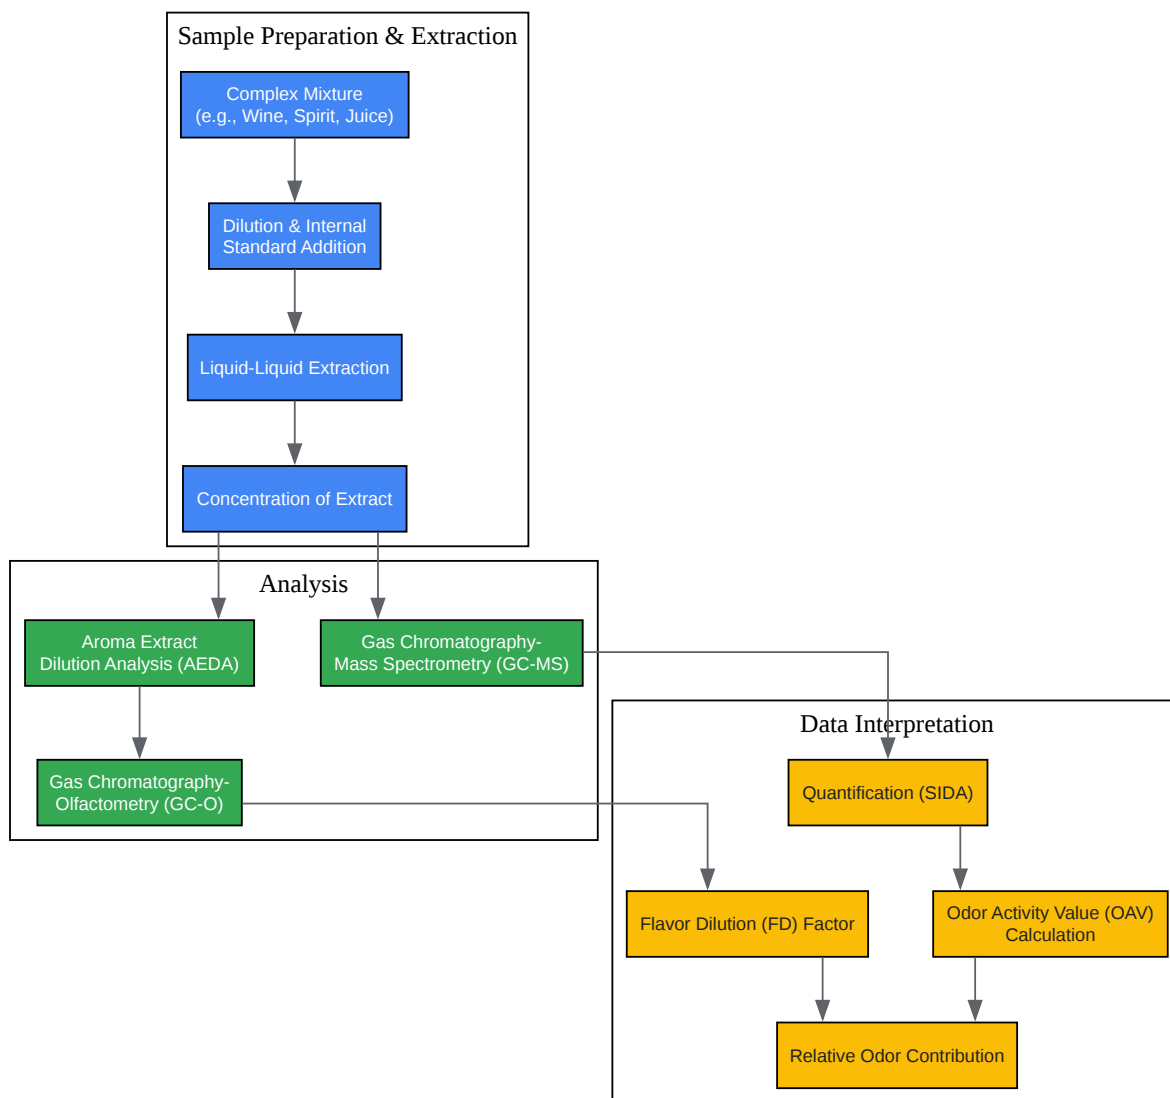 Sample Preparation & Extraction
Complex Mixture
(e.g., Wine, Spirit, Juice)
Dilution & Internal
Standard Addition
Liquid-Liquid Extraction
Concentration of Extract
Analysis
Aroma Extract
Dilution Analysis (AEDA)
Gas Chromatography-
Mass Spectrometry (GC-MS)
Gas Chromatography-
Olfactometry (GC-O)
Data Interpretation
Quantification (SIDA)
Flavor Dilution (FD) Factor
Odor Activity Value (OAV)
Calculation
Relative Odor Contribution